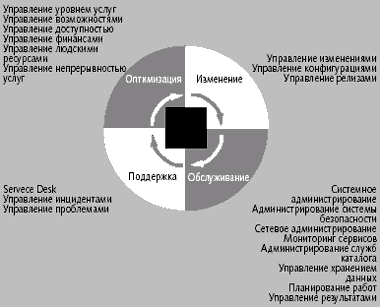 Управление уровнем услуг
Управление возможностями
Управление доступностью
Управление финансами
Управление людскими
ресурсами
Управление непрерывностью
услуг
Оптимизация
Изменение
Управление изменениями
Управление конфигурациями
Управление релизами
Поддержка
Обслуживание
Servece Desk
Управление инцидентами
Управление проблемами
Системное
администрирование
Администрирование системы
безопасности
Сетевое администрирование
Мониторинг сервисов
Администрирование служб
каталога
Управление хранением
данных
Планирование работ
Управление результатами